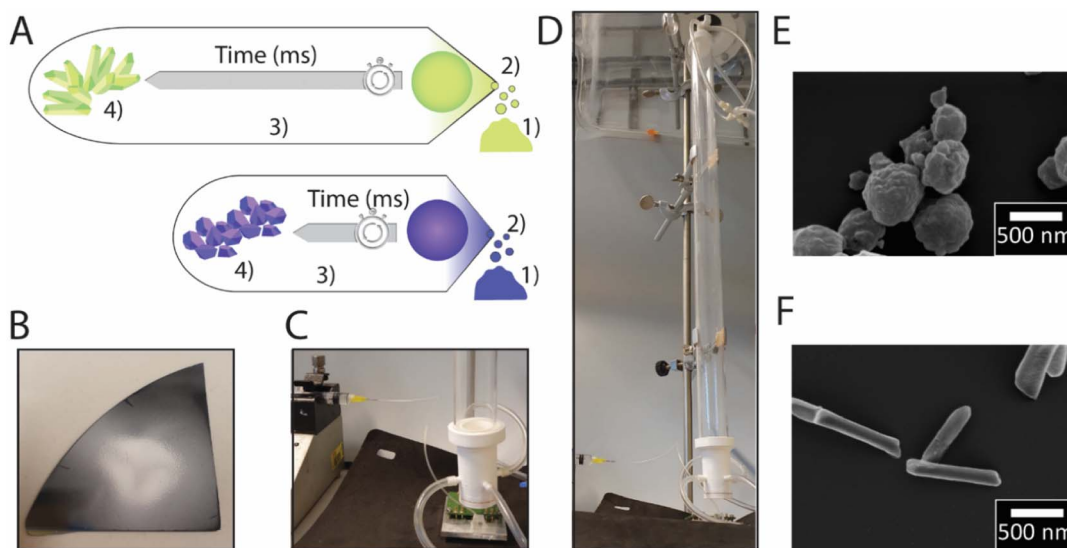 A
Time (ms)
2)
1)
4)
3)
Time (ms)
2)
1)
4)
3)
B
C
D
E
500 nm
F
500 nm